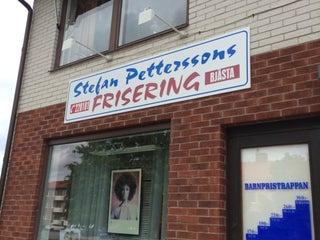 Stefan Petterssons
FRISERING
BJÄSTA
BARNPRISTRAPPAN